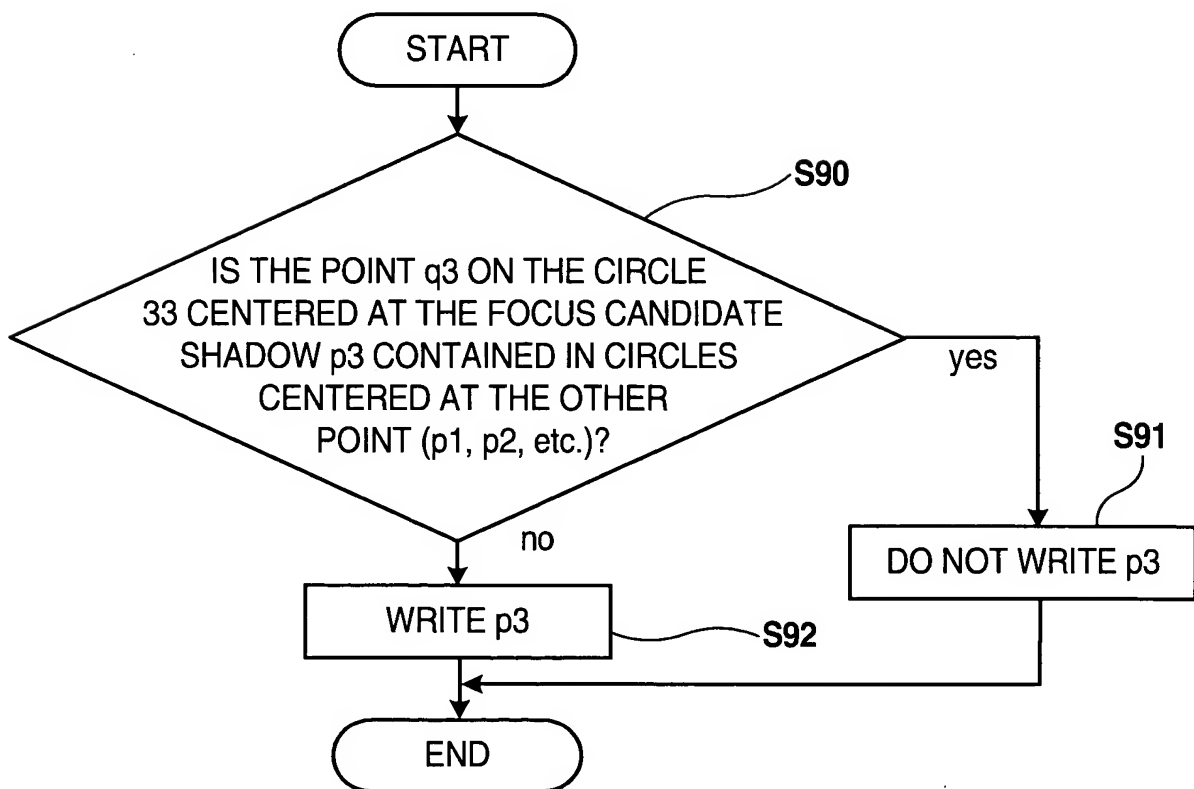 START
S90
IS THE POINT q3 ON THE CIRCLE
33 CENTERED AT THE FOCUS CANDIDATE
SHADOW p3 CONTAINED IN CIRCLES
CENTERED AT THE OTHER
POINT (p1, p2, etc.)?
yes
S91
no
DO NOT WRITE p3
WRITE p3
S92
END